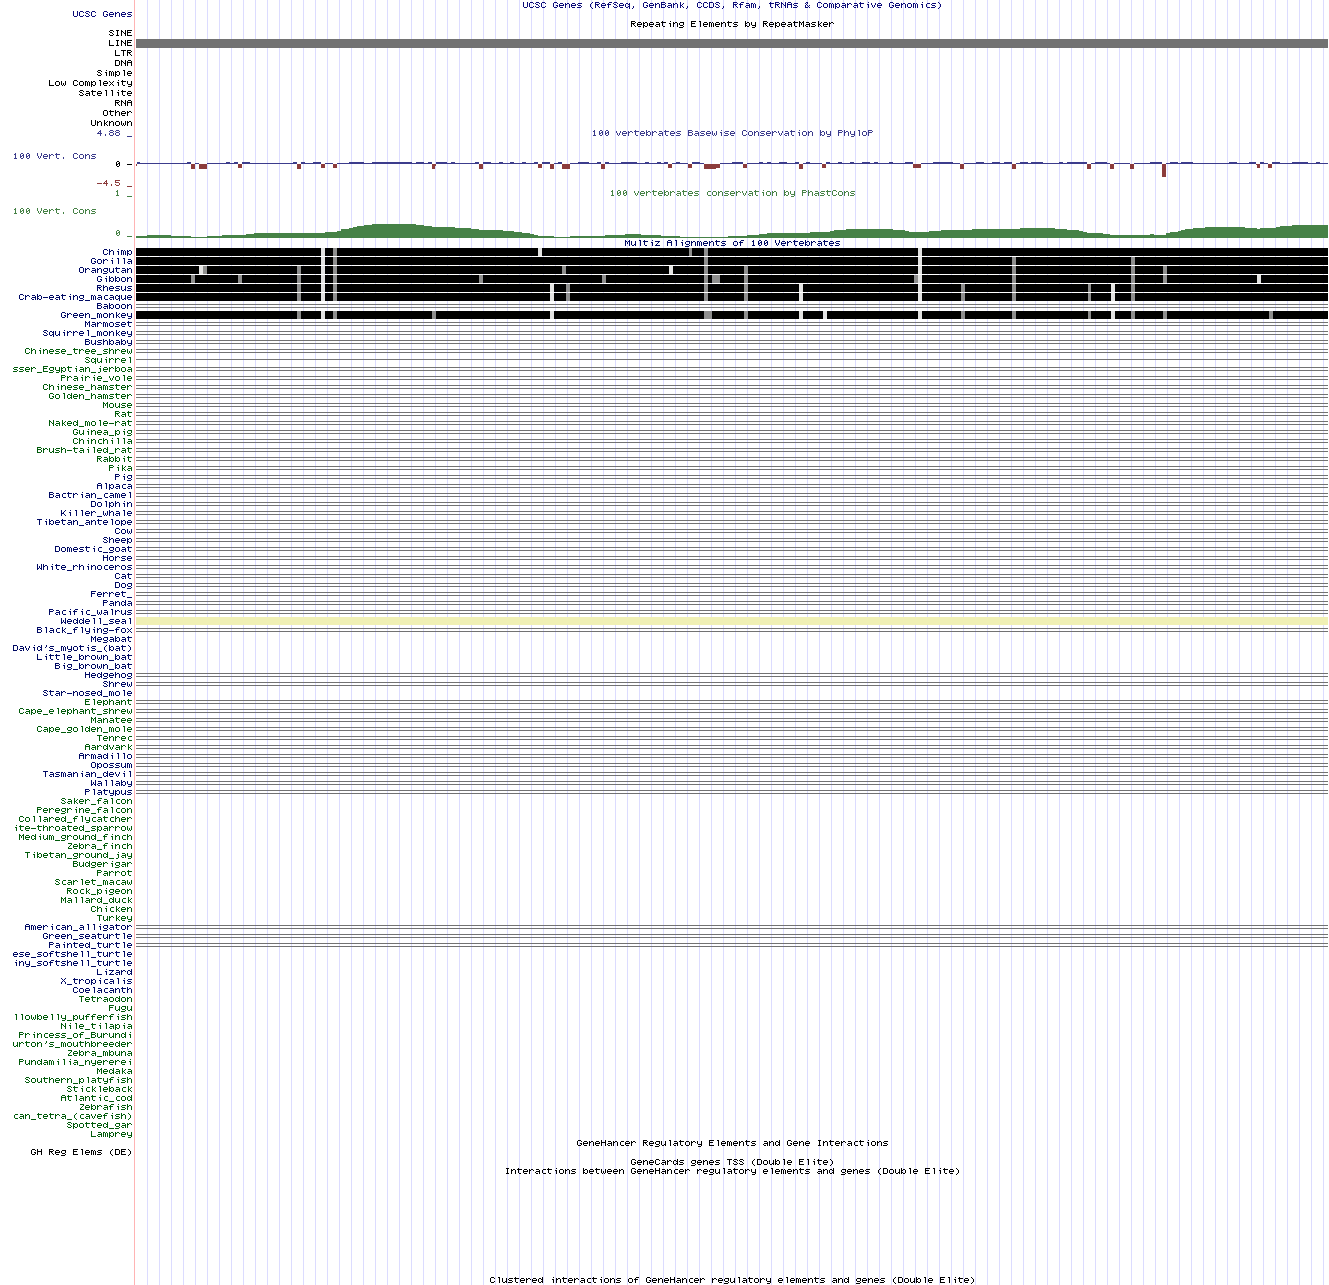 UCSC Genes (RefSeq, GenBank, CCDS, Rfam, tRNAs & Comparative Genomics)
UCSC Genes
Repeating Elements by RepeatMasker
SINE
LINE
LTR
DNA
Simple
Low Complexity
Satellite
RNA
Other
Unknown
4.88 _
100 vertebrates Basewise Conservation by PhyloP
100 Vert. Cons
0 -
-4.5 _
1 _
100 vertebrates conservation by PhastCons
100 Vert. Cons
0 _
Multiz Alignments of 100 Vertebrates
Chimp
Gorilla
Orangutan
Gibbon
Rhesus
Crab-eating_macaque
Baboon
Green_monkey
Marmoset
Squirrel_monkey
Bushbaby
Chinese_tree_shrew
Squirrel
sser_Egyptian_jerboa
Prairie_vole
Chinese_hamster
Golden_hamster
Mouse
Rat
Naked_mole-rat
Guinea_pig
Chinchilla
Brush-tailed_rat
Rabbit
Pika
Pig
Alpaca
Bactrian_camel
Dolphin
Killer_whale
Tibetan_antelope
Cow
Sheep
Domestic_goat
Horse
White_rhinoceros
Cat
Dog
Ferret_
Panda
Pacific_walrus
Weddell_seal
Black_flying-fox
Megabat
David's_myotis_(bat)
Little_brown_bat
Big_brown_bat
Hedgehog
Shrew
Star-nosed_mole
Elephant
Cape_elephant_shrew
Manatee
Cape_golden_mole
Tenrec
Aardvark
Armadillo
Opossum
Tasmanian_devil
Wallaby
Platypus
Saker_falcon
Peregrine_falcon
Collared_flycatcher
ite-throated_sparrow
Medium_ground_finch
Zebra_finch
Tibetan_ground_jay
Budgerigar
Parrot
Scarlet_macaw
Rock_pigeon
Mallard_duck
Chicken
Turkey
American_alligator
Green_seaturtle
Painted_turtle
ese_softshell_turtle
iny_softshell_turtle
Lizard
X_tropicalis
Coelacanth
Tetraodon
Fugu
llowbelly_pufferfish
Nile_tilapia
Princess_of_Burundi
urton's_mouthbreeder
Zebra_mbuna
Pundamilia_nyererei
Medaka
Southern_platyfish
Stickleback
Atlantic_cod
Zebrafish
can_tetra_(cavefish)
Spotted_gar
Lamprey
GeneHancer Regulatory Elements and Gene Interactions
GH Reg Elems (DE)
GeneCards genes TSS (Double Elite)
Interactions between GeneHancer regulatory elements and genes (Double Elite)
Clustered interactions of GeneHancer regulatory elements and genes (Double Elite)